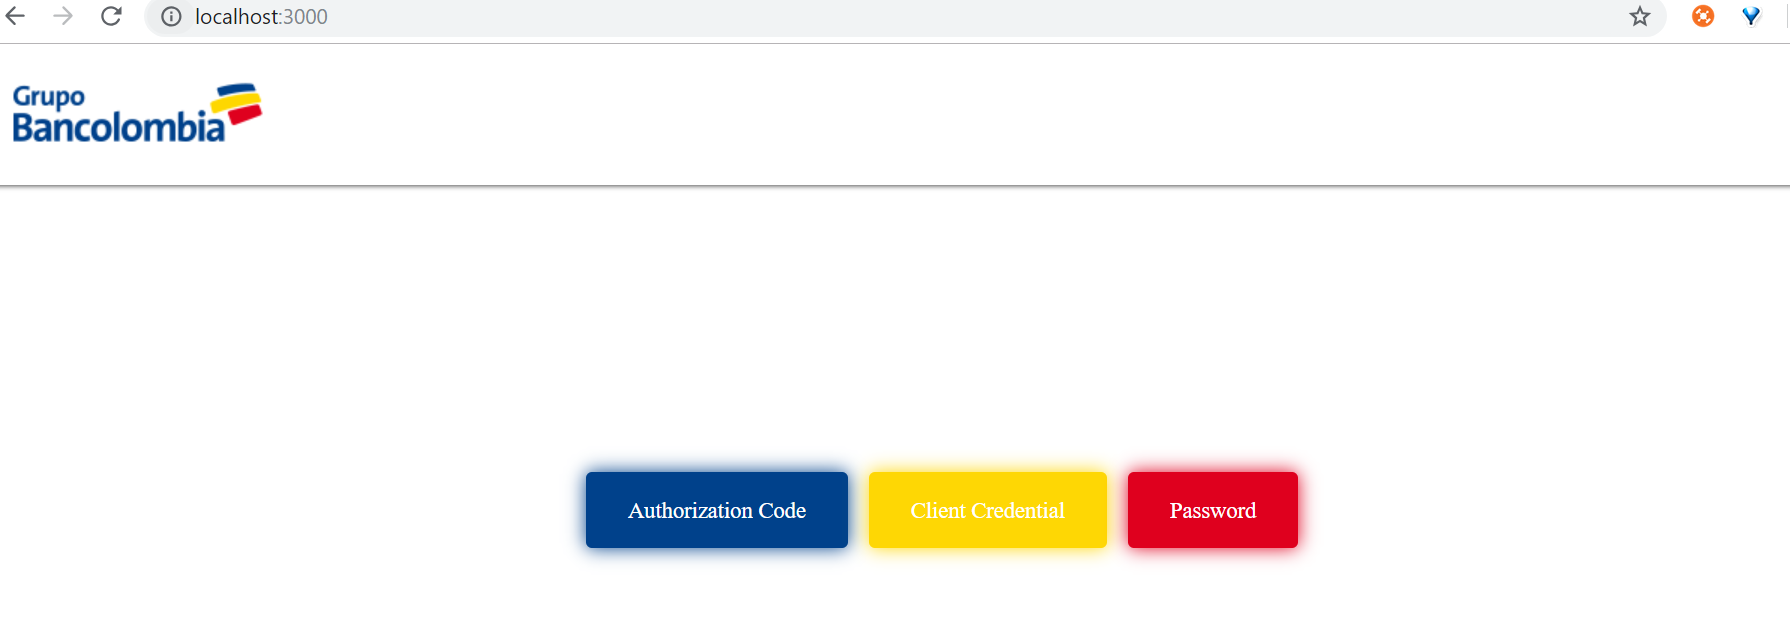 localhost:3000
Grupo
Bancolombia
Authorization Code
Client Credential
Password